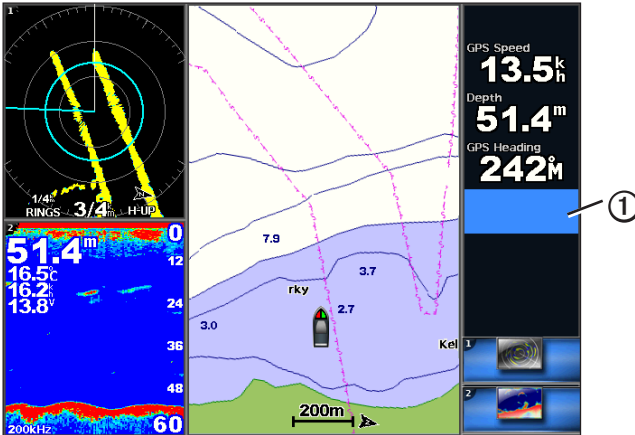 1
1/4 k h
RINGS
3/4 k m
H-UP
2
51.4 m
16.5 °C
16.2 k h
13.8 V
0
12
24
36
48
60
200kHz
7.9
3.7
rky
2.7
3.0
Kel
200m
GPS Speed
13.5 k h
Depth
51.4 m
GPS Heading
242 °M
①
1
2